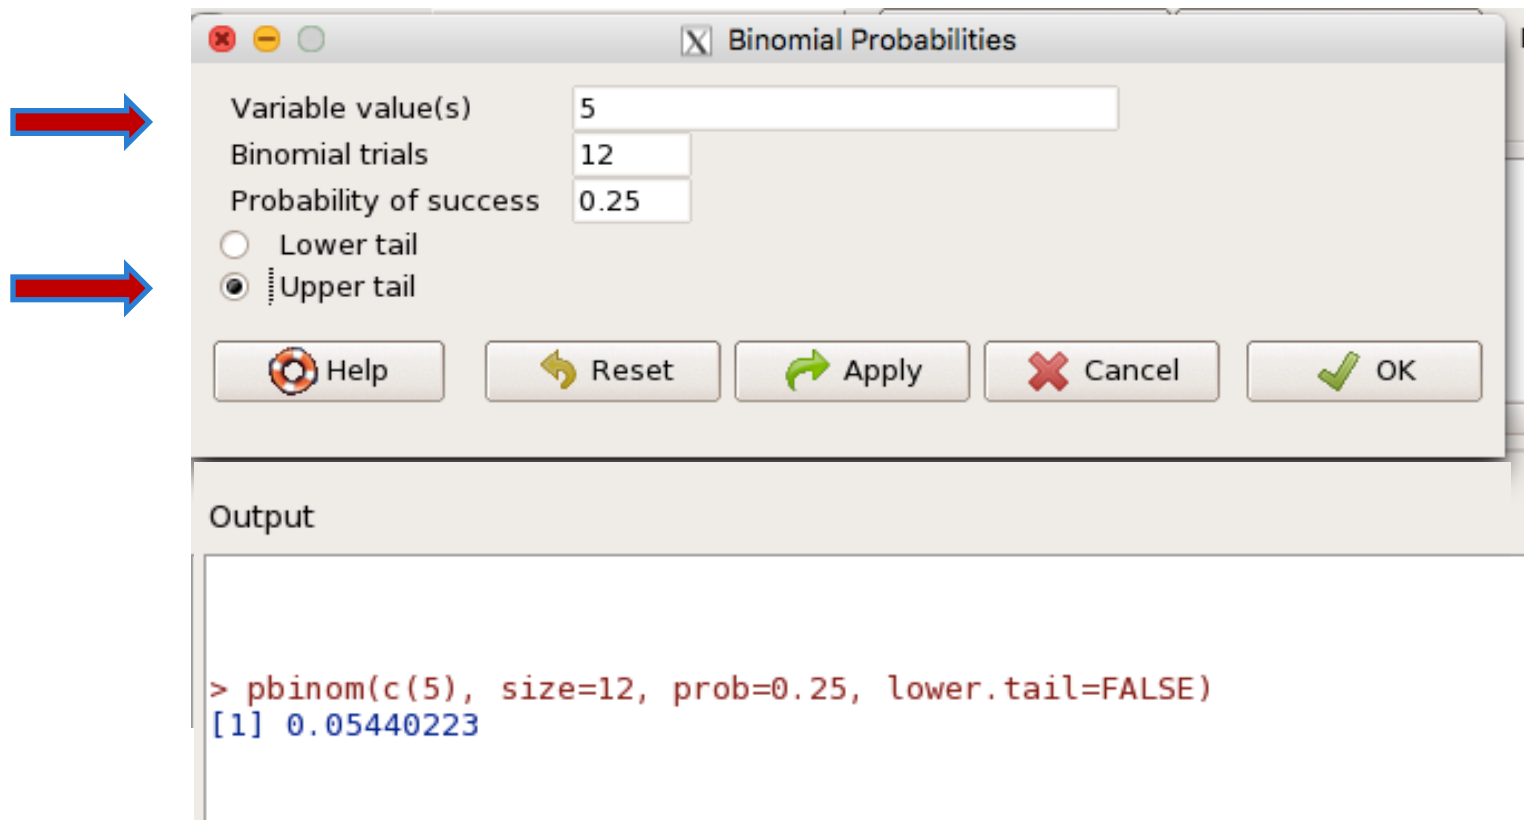 Binomial Probabilities
Variable value(s) 5
Binomial trials 12
Probability of success 0.25
Lower tail
Upper tail
Help Reset Apply Cancel OK
Output
> pbinom(c(5), size=12, prob=0.25, lower.tail=FALSE)
[1] 0.05440223